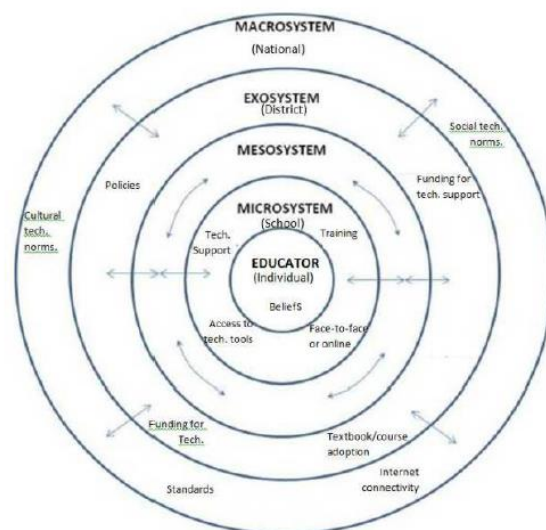 MACROSYSTEM
(National)
EXOSYSTEM
(District)
Social tech.
norms.
MESOSYSTEM
Policies
Funding for
tech. support
Cultural
tech.
norms.
MICROSYSTEM
(School)
Tech.
Support
Training
EDUCATOR
(Individual)
Beliefs
Access to
tech. tools
Face-to-face
or online
Funding for
Tech.
Textbook/course
adoption
Internet
connectivity
Standards